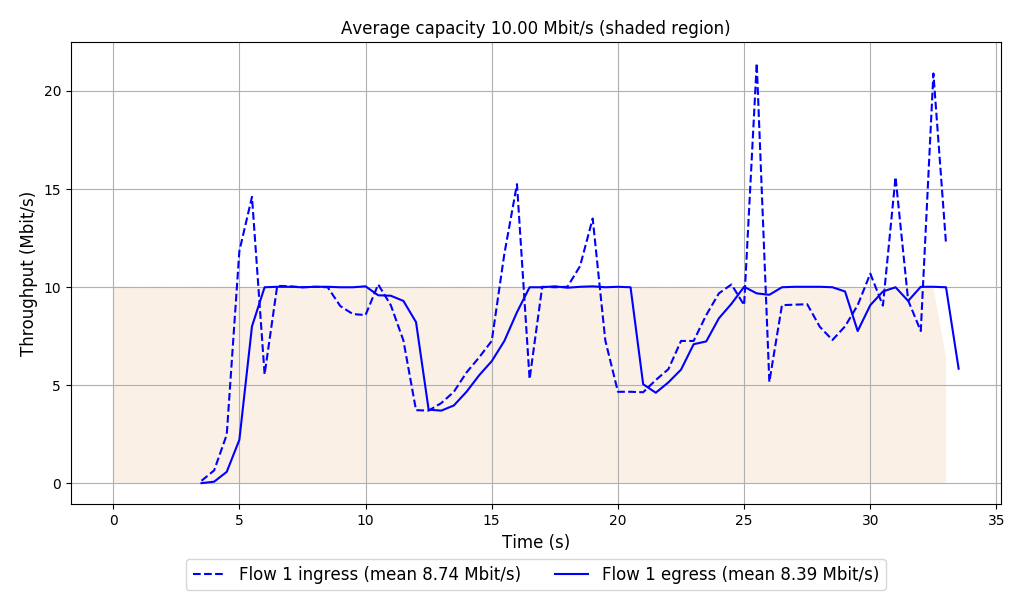 Average capacity 10.00 Mbit/s (shaded region)
Throughput (Mbit/s)
20
15
10
5
0
0 5 10 15 20 25 30 35
Time (s)
Flow 1 ingress (mean 8.74 Mbit/s) Flow 1 egress (mean 8.39 Mbit/s)